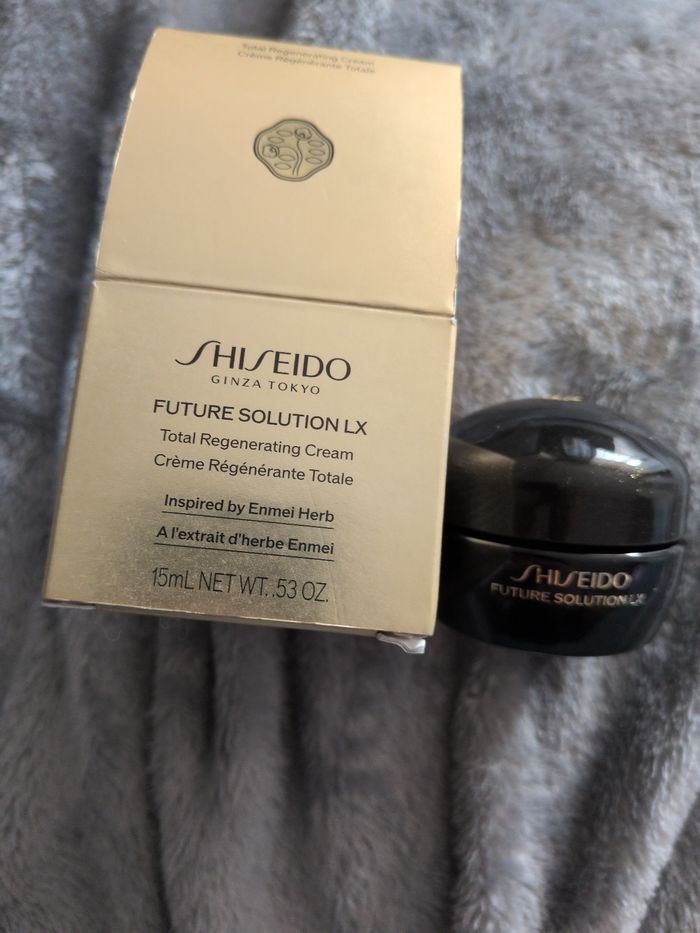 Total Regenerating Cream
Crème Régénérante Totale
SHISEIDO
GINZA TOKYO
FUTURE SOLUTION LX
Total Regenerating Cream
Crème Régénérante Totale
Inspired by Enmei Herb
A l'extrait d'herbe Enmei
15mL NET WT. .53 OZ.
SHISEIDO
FUTURE SOLUTION LX